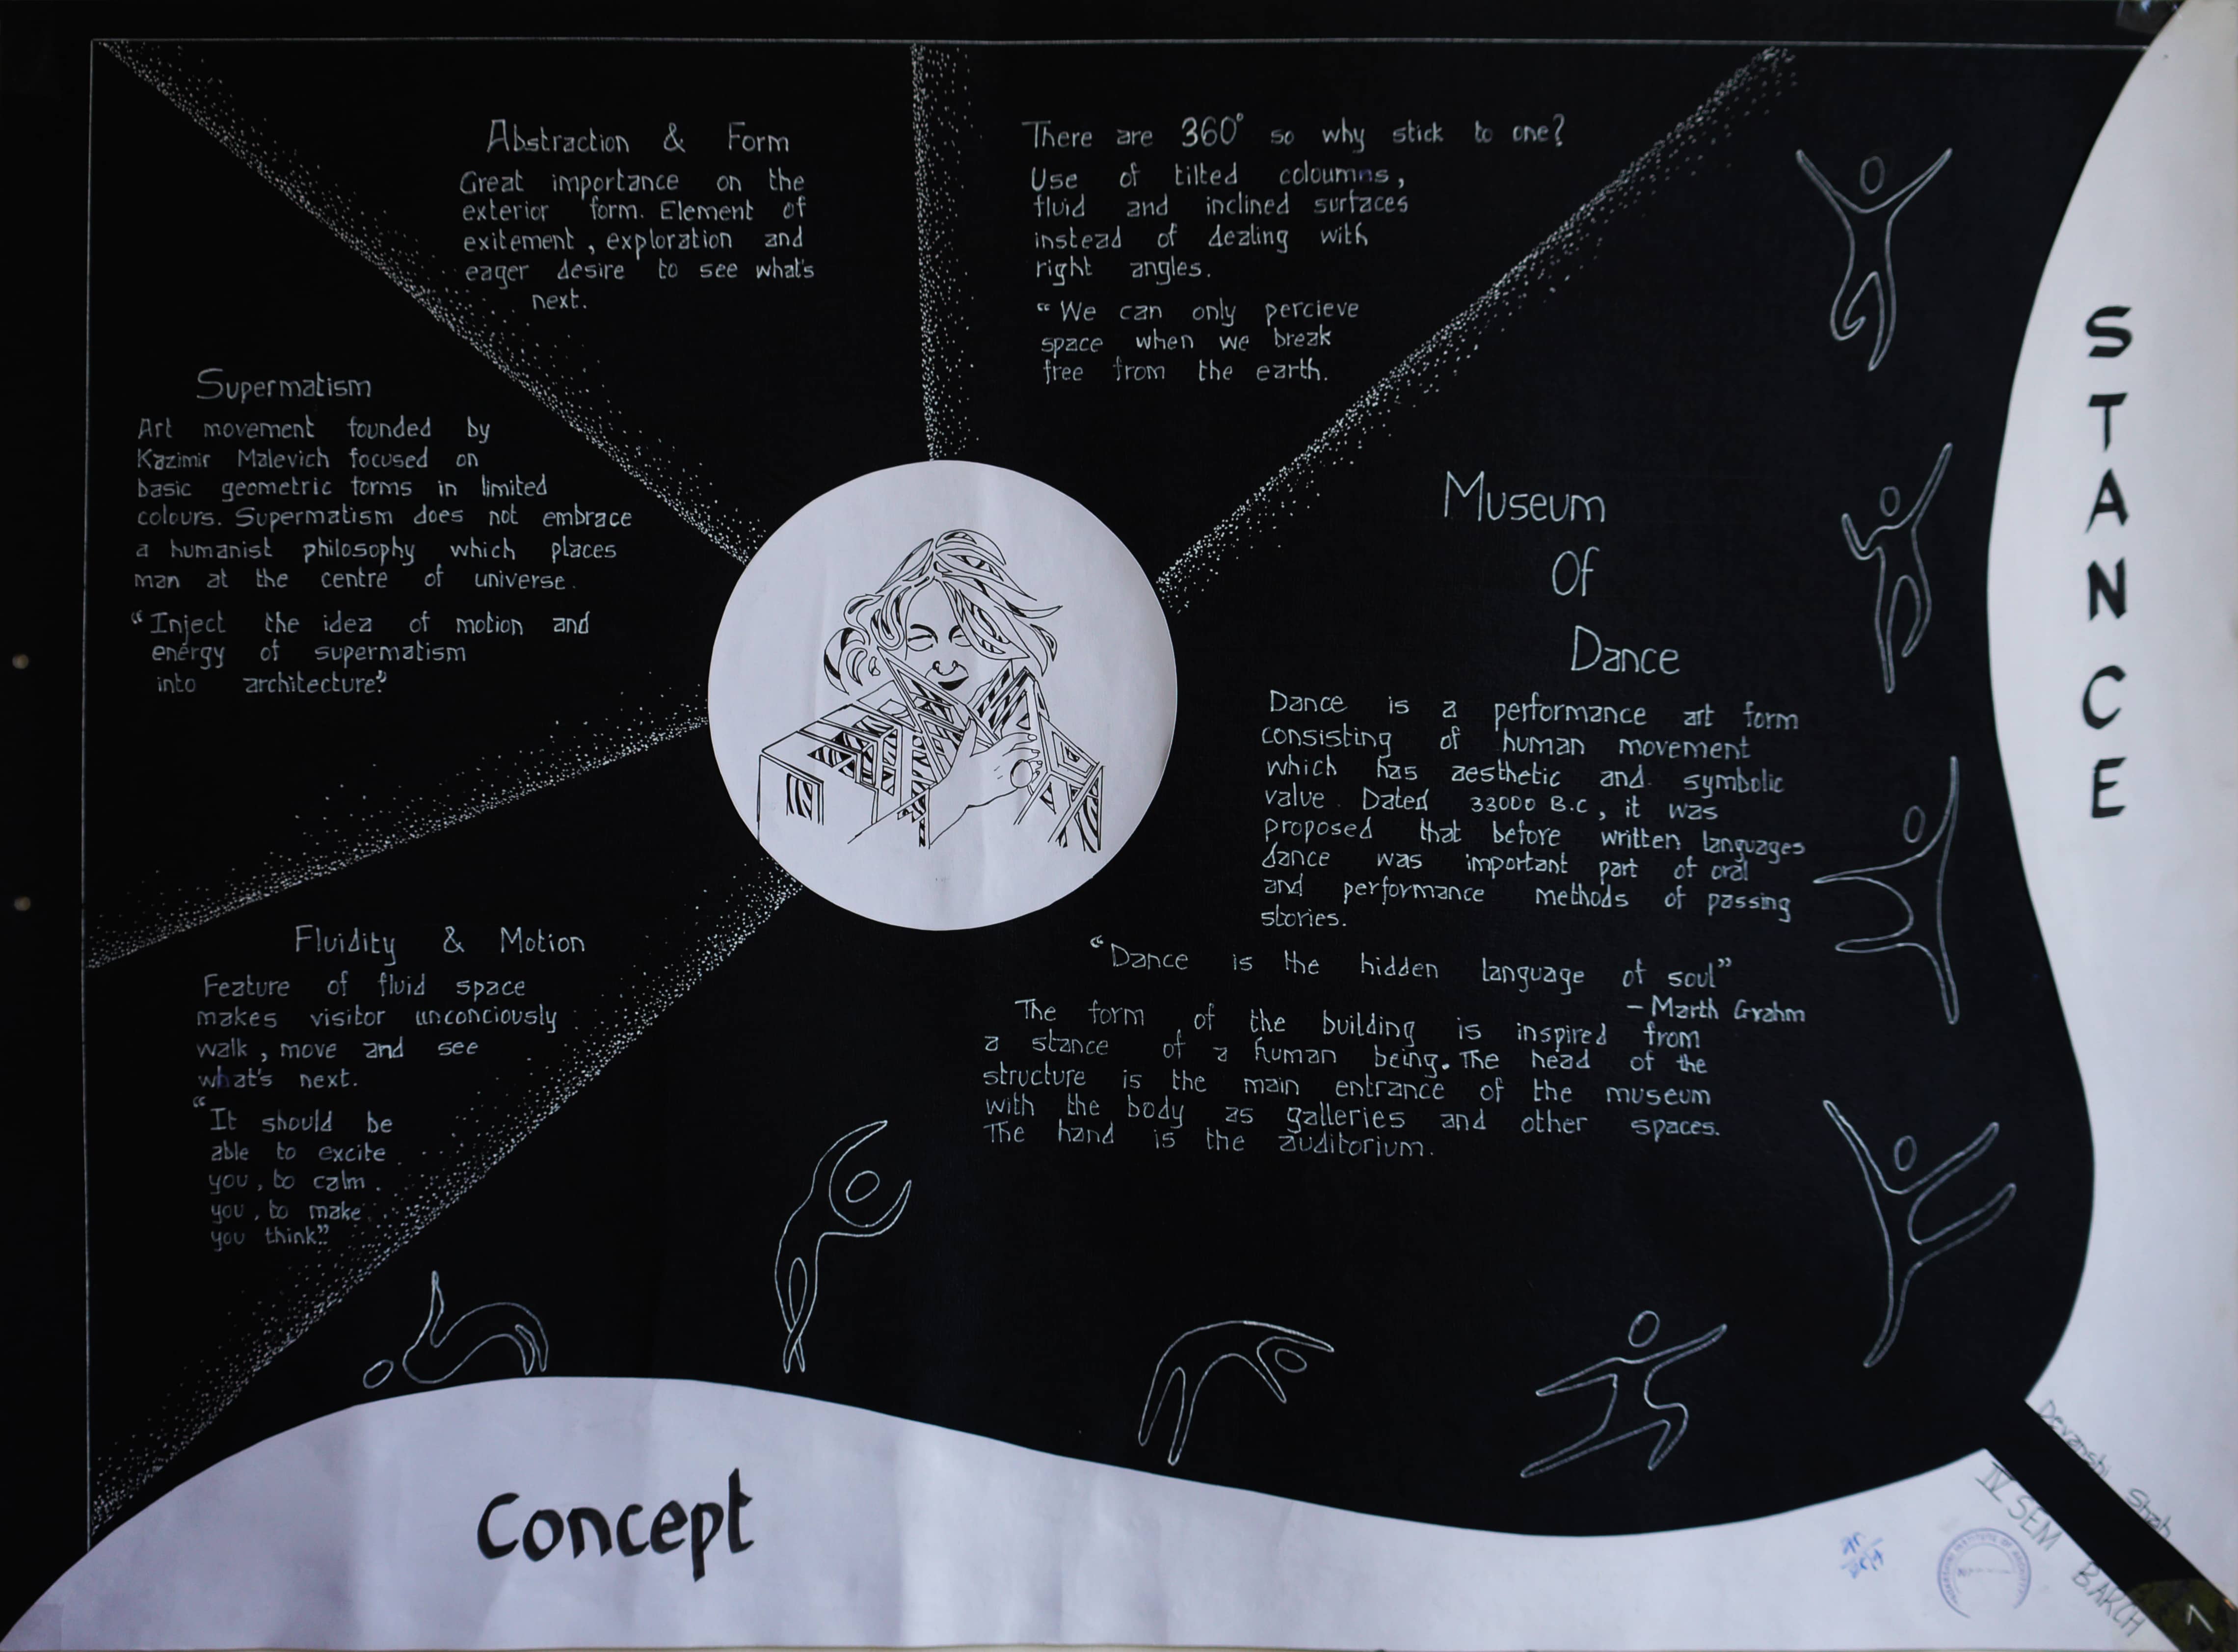 Abstraction & Form
Great importance on the
exterior form. Element of
exitement, exploration and
eager desire to see what's
next.
There are 360° so why stick to one?
Use of tilted coloumns,
fluid and inclined surfaces
instead of dealing with
right angles.
“We can only percieve
space when we break
free from the earth.
Supermatism
Art movement founded by
Kazimir Malevich focused on
basic geometric forms in limited
colours. Supermatism does not embrace
a humanist philosophy which places
man at the centre of universe.
“Inject the idea of motion and
energy of supermatism
into architecture.”
Fluidity & Motion
Feature of fluid space
makes visitor unconciously
walk, move and see
what's next.
“It should be
able to excite
you, to calm
you, to make
you think.”
Museum
Of
Dance
Dance is a performance art form
consisting of human movement
which has aesthetic and symbolic
value. Dated 33000 B.C, it was
proposed that before written languages
dance was important part of oral
and performance methods of passing
stories.
“Dance is the hidden language of soul”
- Marth Grahm
The form of the building is inspired from
a stance of a human being. The head of the
structure is the main entrance of the museum
with the body as galleries and other spaces.
The hand is the auditorium.
STANCE
Concept
Devanshi Shah
IV SEM B.ARCH
1